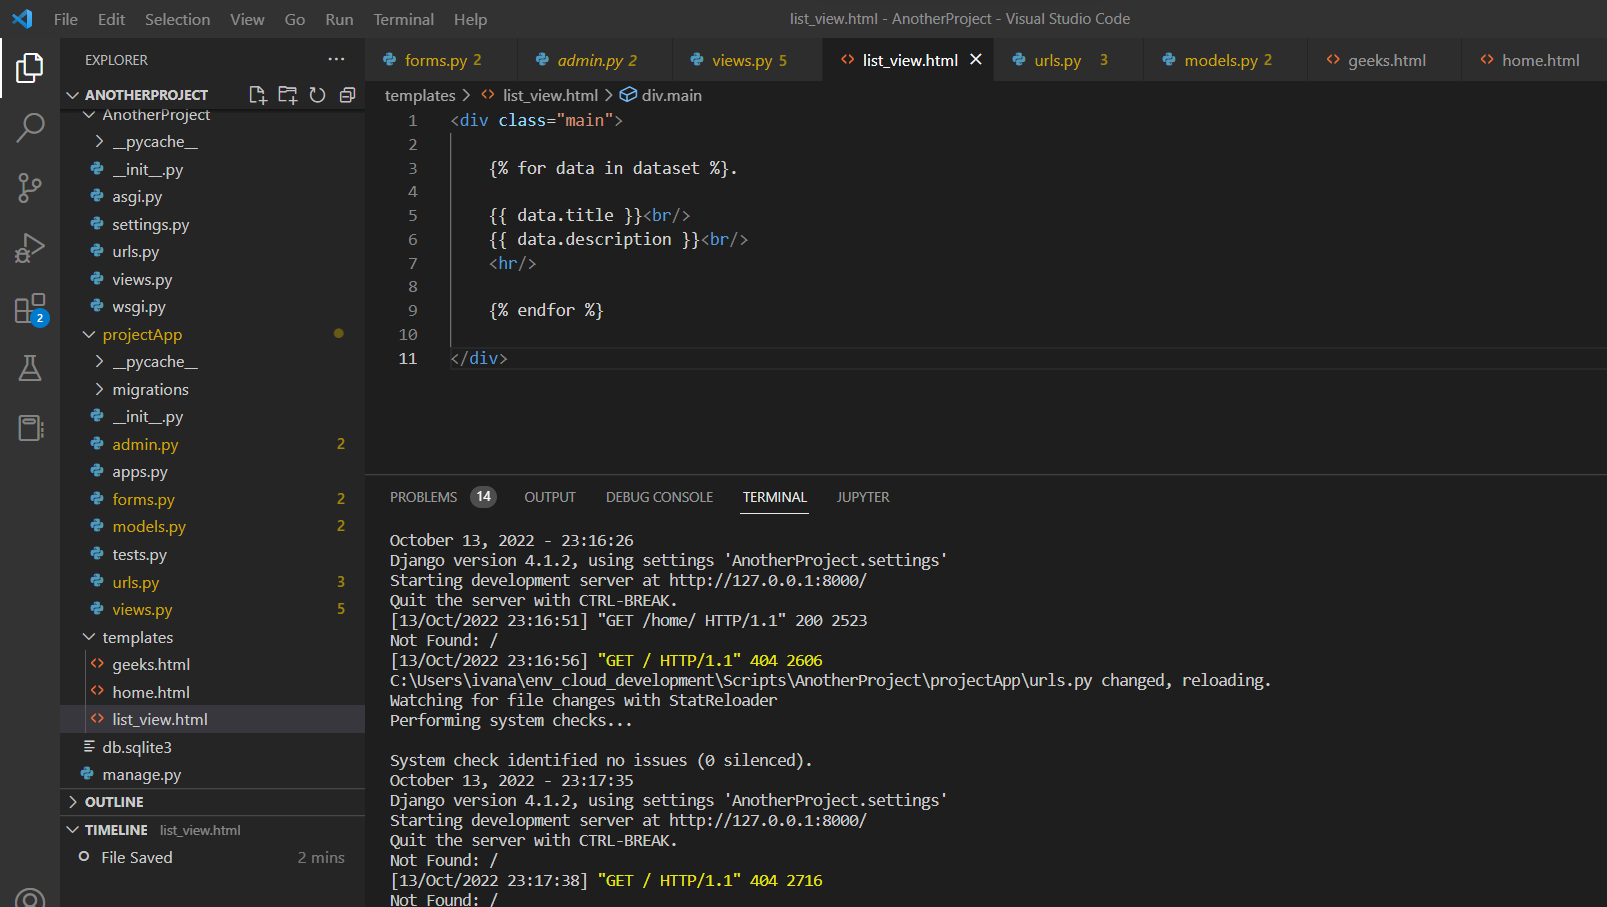 File Edit Selection View Go Run Terminal Help
list_view.html - AnotherProject - Visual Studio Code
EXPLORER ...
ANOTHERPROJECT
AnotherProject
__pycache__
__init__.py
asgi.py
settings.py
urls.py
views.py
wsgi.py
projectApp
__pycache__
migrations
__init__.py
admin.py 2
apps.py
forms.py 2
models.py 2
tests.py
urls.py 3
views.py 5
templates
geeks.html
home.html
list_view.html
db.sqlite3
manage.py
OUTLINE
TIMELINE list_view.html
File Saved 2 mins
2
forms.py 2 admin.py 2 views.py 5 list_view.html urls.py 3 models.py 2 geeks.html home.html
templates > list_view.html > div.main
1 <div class="main">
2
3 {% for data in dataset %}.
4
5 {{ data.title }}<br/>
6 {{ data.description }}<br/>
7 <hr/>
8
9 {% endfor %}
10
11 </div>
PROBLEMS 14 OUTPUT DEBUG CONSOLE TERMINAL JUPYTER
October 13, 2022 - 23:16:26
Django version 4.1.2, using settings 'AnotherProject.settings'
Starting development server at http://127.0.0.1:8000/
Quit the server with CTRL-BREAK.
[13/Oct/2022 23:16:51] "GET /home/ HTTP/1.1" 200 2523
Not Found: /
[13/Oct/2022 23:16:56] "GET / HTTP/1.1" 404 2606
C:\Users\ivana\env_cloud_development\Scripts\AnotherProject\projectApp\urls.py changed, reloading.
Watching for file changes with StatReloader
Performing system checks...
System check identified no issues (0 silenced).
October 13, 2022 - 23:17:35
Django version 4.1.2, using settings 'AnotherProject.settings'
Starting development server at http://127.0.0.1:8000/
Quit the server with CTRL-BREAK.
Not Found: /
[13/Oct/2022 23:17:38] "GET / HTTP/1.1" 404 2716
Not Found: /